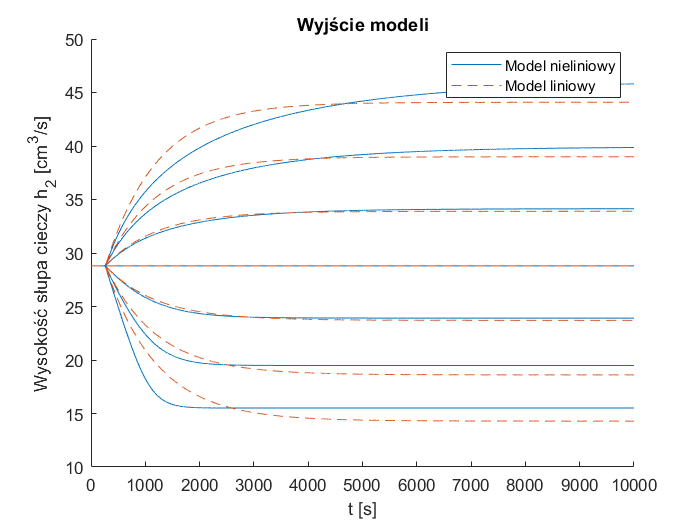 Wyjście modeli
50
45
40
35
30
25
20
15
10
Wysokość słupa cieczy h2 [cm3/s]
Model nieliniowy
Model liniowy
0 1000 2000 3000 4000 5000 6000 7000 8000 9000 10000
t [s]